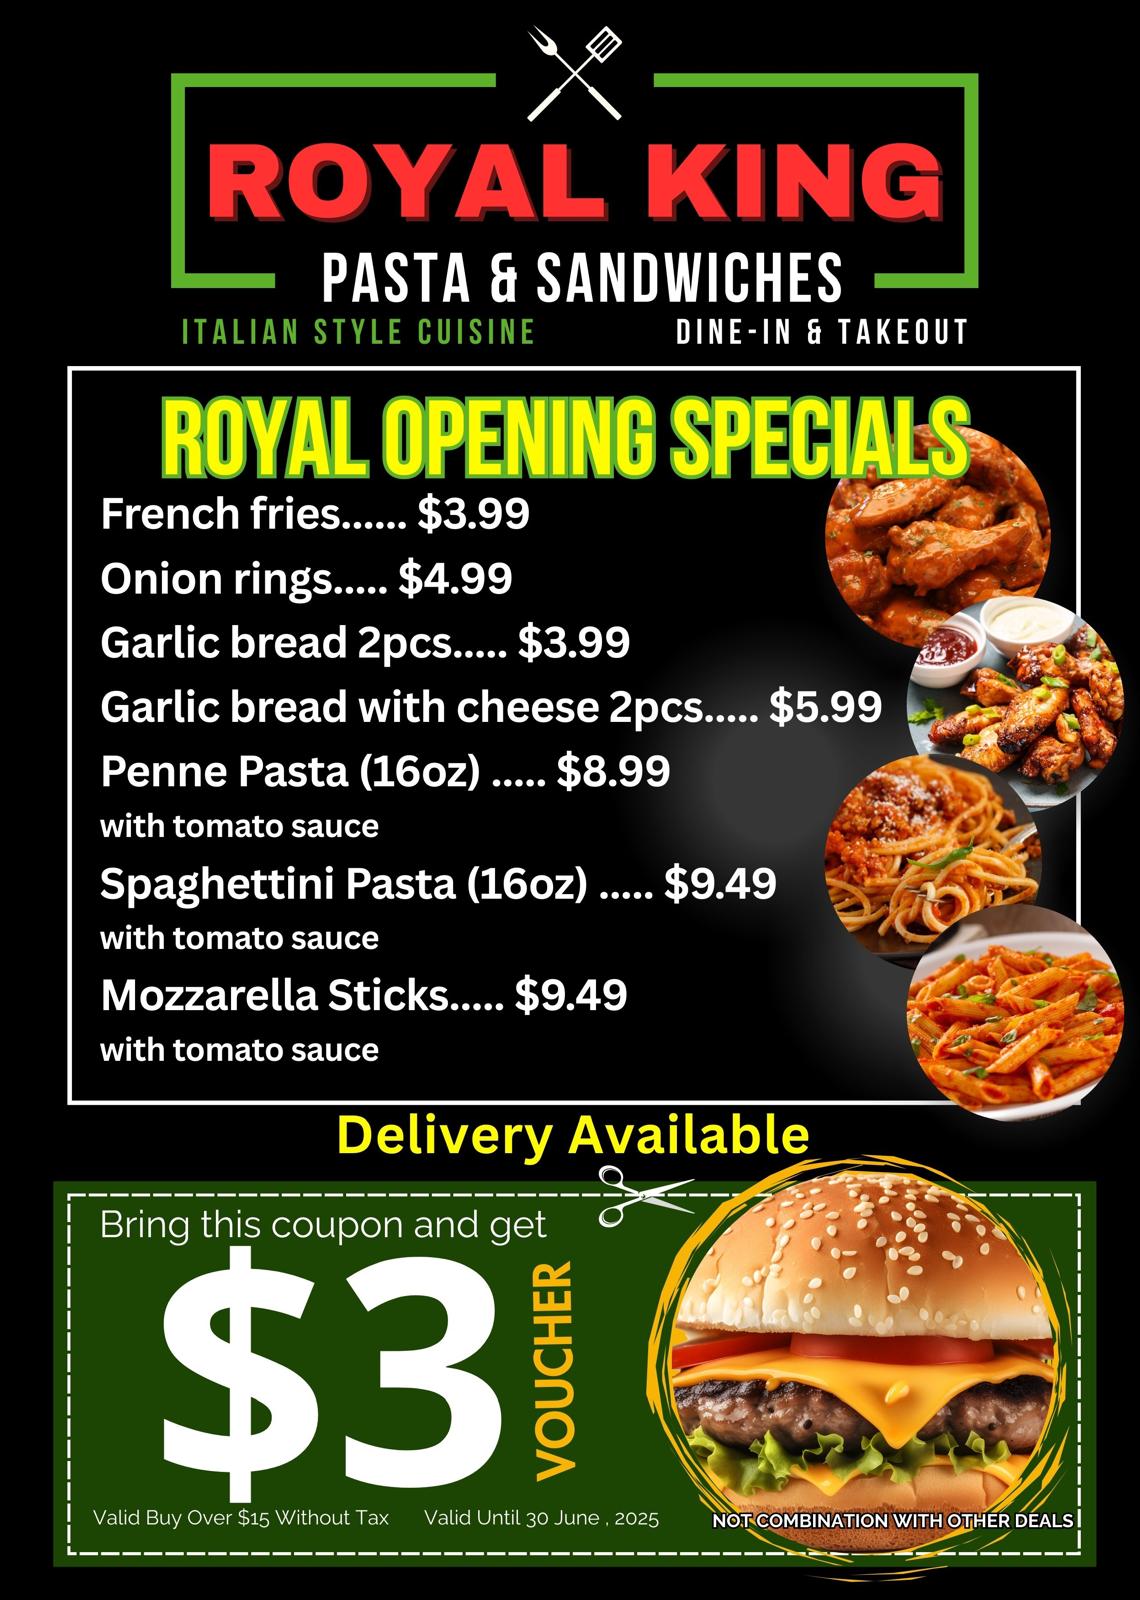 ROYAL KING
PASTA & SANDWICHES
ITALIAN STYLE CUISINE DINE-IN & TAKEOUT
ROYAL OPENING SPECIALS
French fries...... $3.99
Onion rings..... $4.99
Garlic bread 2pcs..... $3.99
Garlic bread with cheese 2pcs..... $5.99
Penne Pasta (16oz) ..... $8.99
with tomato sauce
Spaghettini Pasta (16oz) ..... $9.49
with tomato sauce
Mozzarella Sticks..... $9.49
with tomato sauce
Delivery Available
Bring this coupon and get
$3
VOUCHER
Valid Buy Over $15 Without Tax Valid Until 30 June , 2025
NOT COMBINATION WITH OTHER DEALS